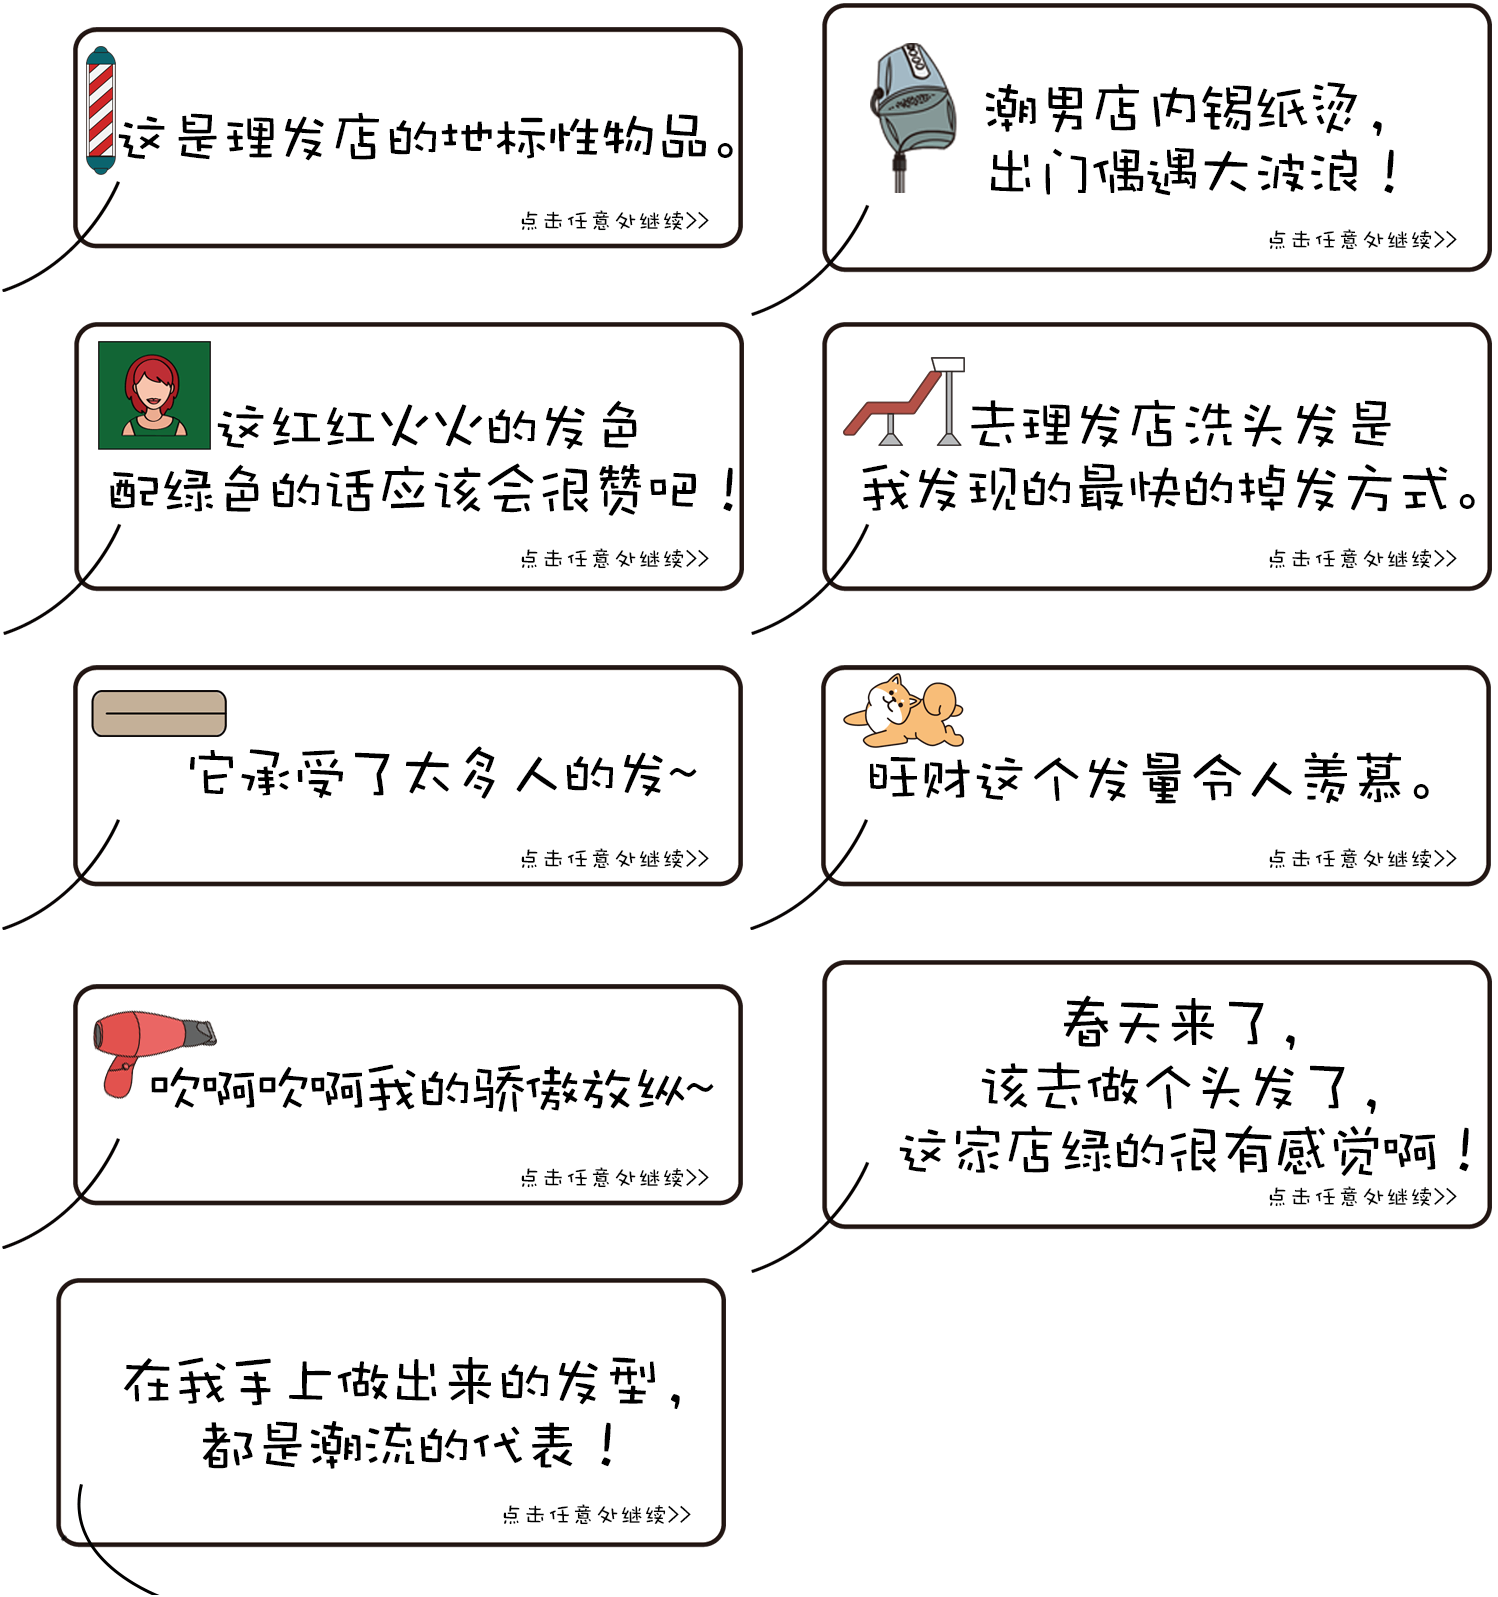 这是理发店的地标性物品。
点击任意处继续>>
潮男店内锡纸烫，
出门偶遇大波浪！
点击任意处继续>>
这红红火火的发色
配绿色的话应该会很赞吧！
点击任意处继续>>
去理发店洗头发是
我发现的最快的掉发方式。
点击任意处继续>>
它承受了太多人的发~
点击任意处继续>>
旺财这个发量令人羡慕。
点击任意处继续>>
吹啊吹啊我的骄傲放纵~
点击任意处继续>>
春天来了，
该去做个头发了，
这家店绿的很有感觉啊！
点击任意处继续>>
在我手上做出来的发型，
都是潮流的代表！
点击任意处继续>>